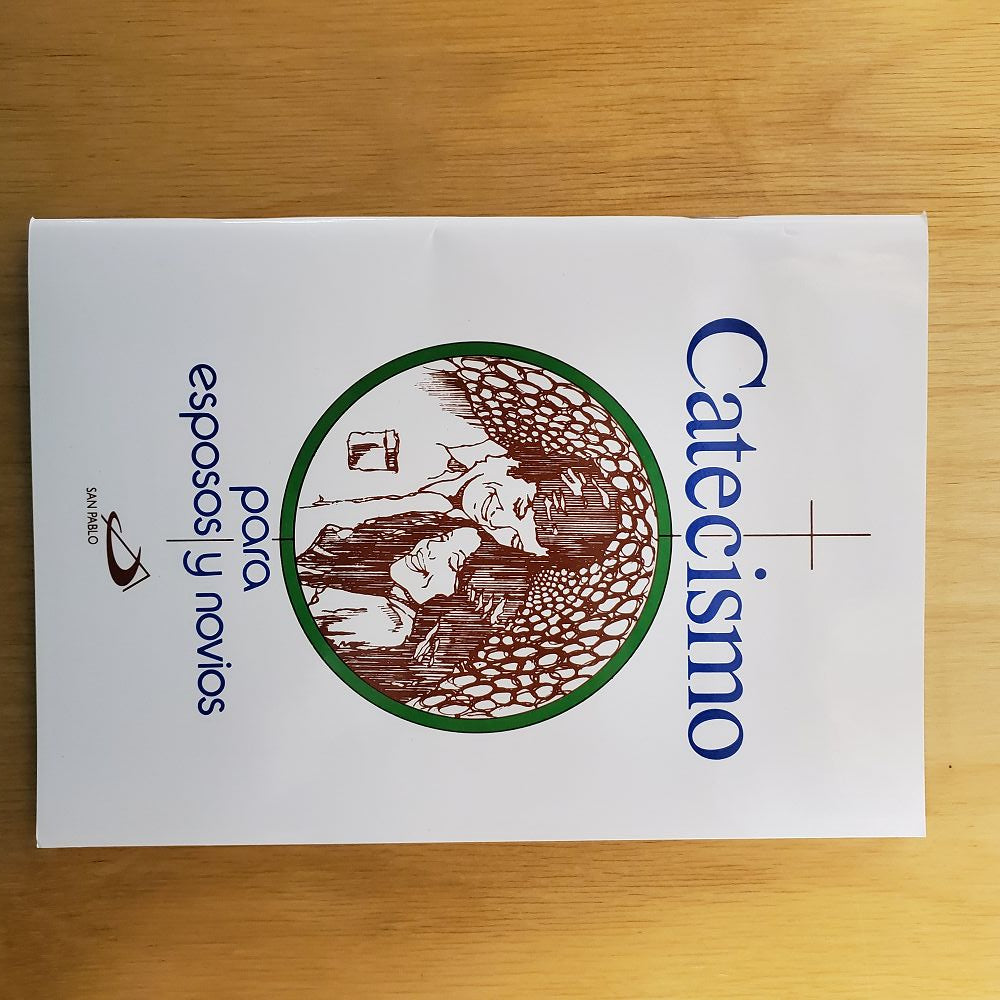 Catecismo
para
esposos y novios
SAN PABLO